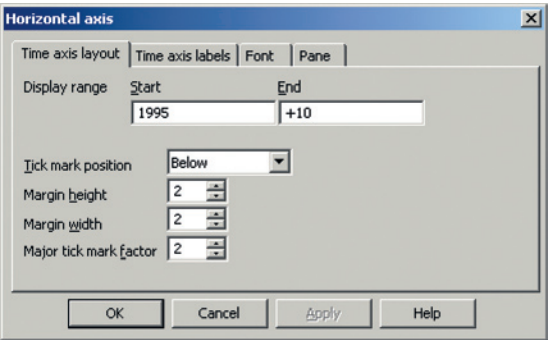 Horizontal axis
Time axis layout Time axis labels Font Pane
Display range Start End
1995 +10
Tick mark position Below
Margin height 2
Margin width 2
Major tick mark factor 2
OK Cancel Apply Help